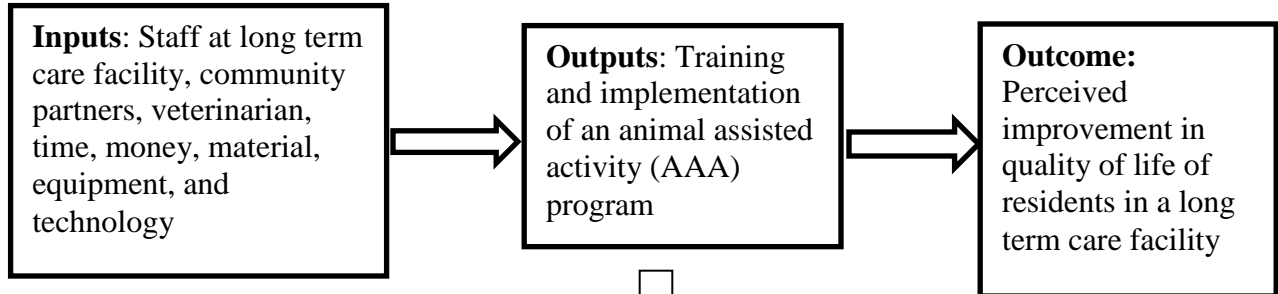 Inputs: Staff at long term
care facility, community
partners, veterinarian,
time, money, material,
equipment, and
technology
Outputs: Training
and implementation
of an animal assisted
activity (AAA)
program
Outcome:
Perceived
improvement in
quality of life of
residents in a long
term care facility